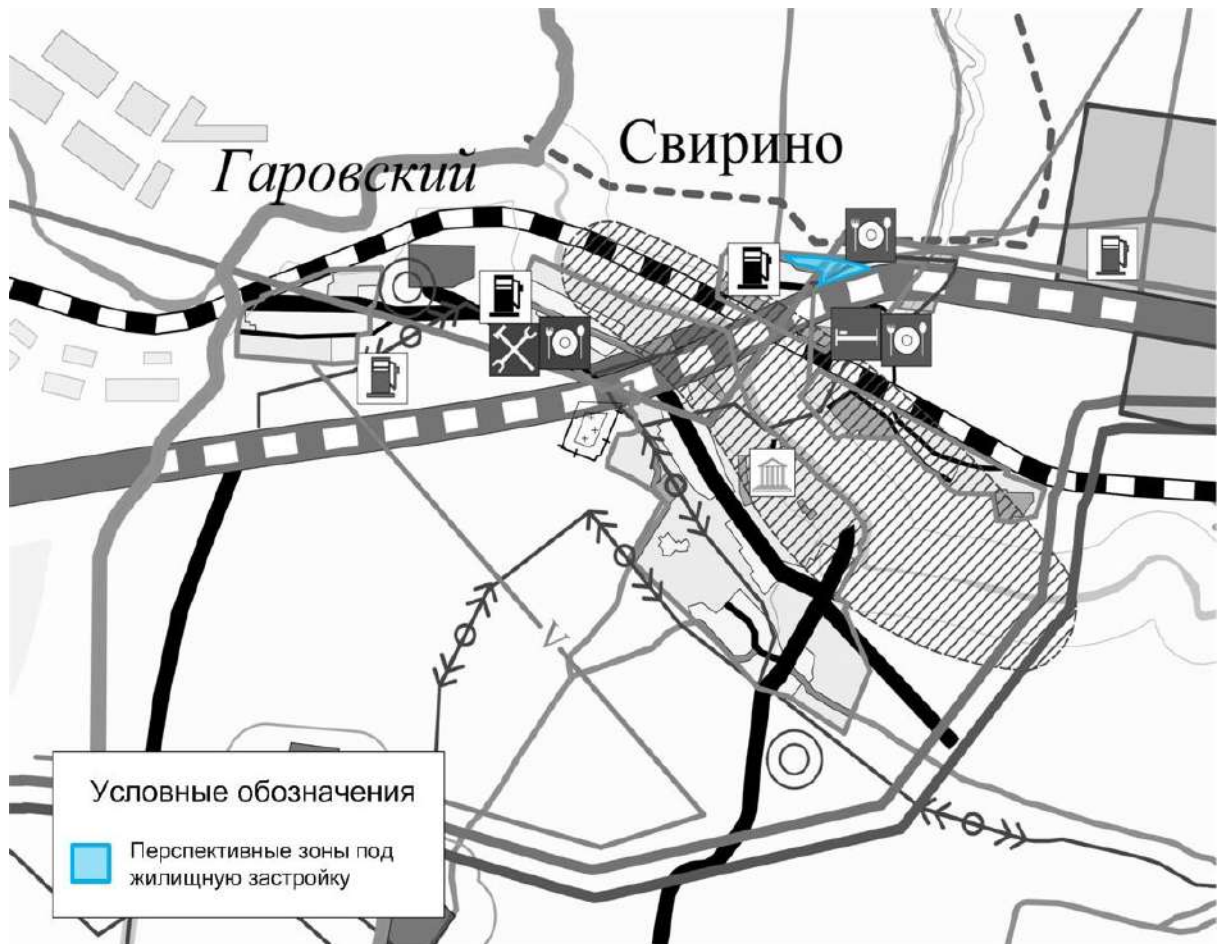 Свирино
Гаровский
V
Условные обозначения
Перспективные зоны под
жилищную застройку